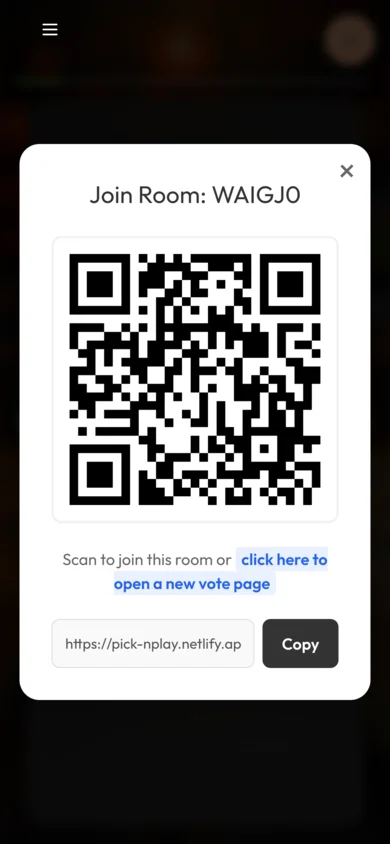 Join Room: WAIGJ0
Scan to join this room or click here to
open a new vote page
https://pick-nplay.netlify.ap
Copy